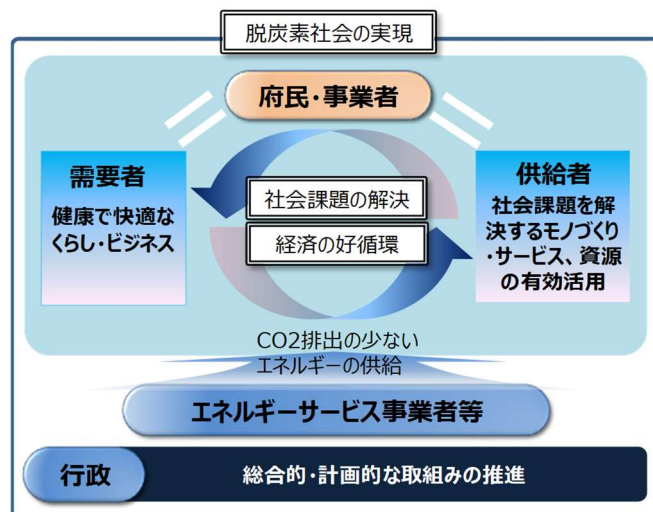 脱炭素社会の実現
府民・事業者
需要者
健康で快適な
くらし・ビジネス
社会課題の解決
経済の好循環
供給者
社会課題を解
決するモノづくり
・サービス、資源
の有効活用
CO2排出の少ない
エネルギーの供給
エネルギーサービス事業者等
行政
総合的・計画的な取組みの推進